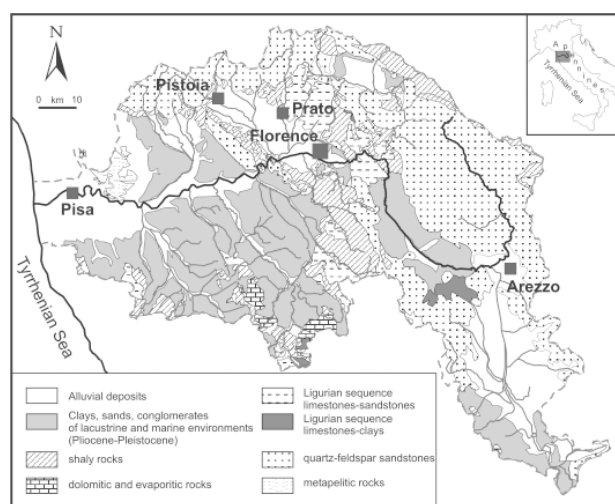 N
0 km 10
Pistoia
Prato
Florence
Pisa
Arezzo
Tyrrhenian Sea
Apennines
Tyrrhenian Sea
Alluvial deposits
Clays, sands, conglomerates
of lacustrine and marine environments
(Pliocene-Pleistocene)
shaly rocks
dolomitic and evaporitic rocks
Ligurian sequence
limestones-sandstones
Ligurian sequence
limestones-clays
quartz-feldspar sandstones
metapelitic rocks